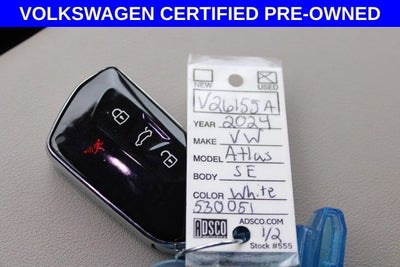 VOLKSWAGEN CERTIFIED PRE-OWNED
NEW USED
V26155A
YEAR 2024
MAKE VW
MODEL Atlas
BODY SE
COLOR White
530051
ADSCO ADSCO.COM
1/2
Stock #555